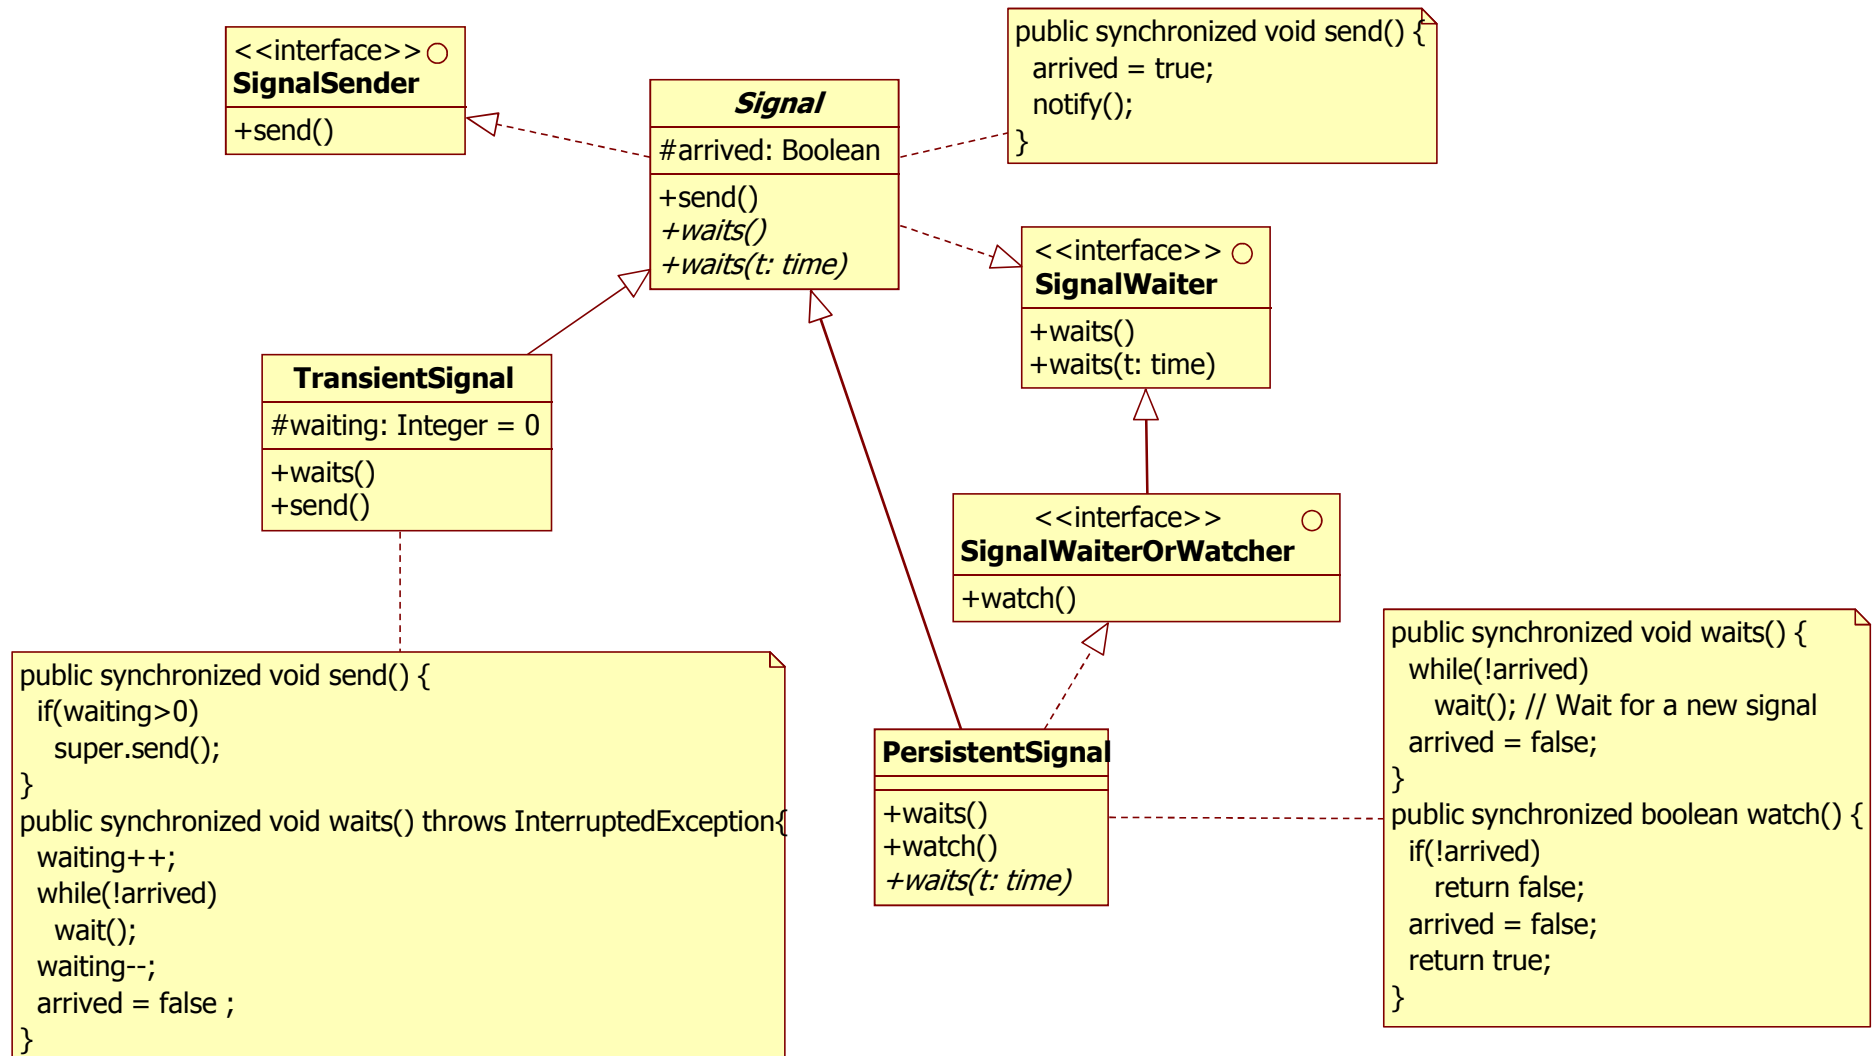 <<interface>>
SignalSender
+send()
Signal
#arrived: Boolean
+send()
+waits()
+waits(t: time)
public synchronized void send() {
arrived = true;
notify();
}
<<interface>>
SignalWaiter
+waits()
+waits(t: time)
TransientSignal
#waiting: Integer = 0
+waits()
+send()
<<interface>>
SignalWaiterOrWatcher
+watch()
public synchronized void send() {
if(waiting>0)
super.send();
}
public synchronized void waits() throws InterruptedException{
waiting++;
while(!arrived)
wait();
waiting--;
arrived = false ;
}
PersistentSignal
+waits()
+watch()
+waits(t: time)
public synchronized void waits() {
while(!arrived)
wait(); // Wait for a new signal
arrived = false;
}
public synchronized boolean watch() {
if(!arrived)
return false;
arrived = false;
return true;
}